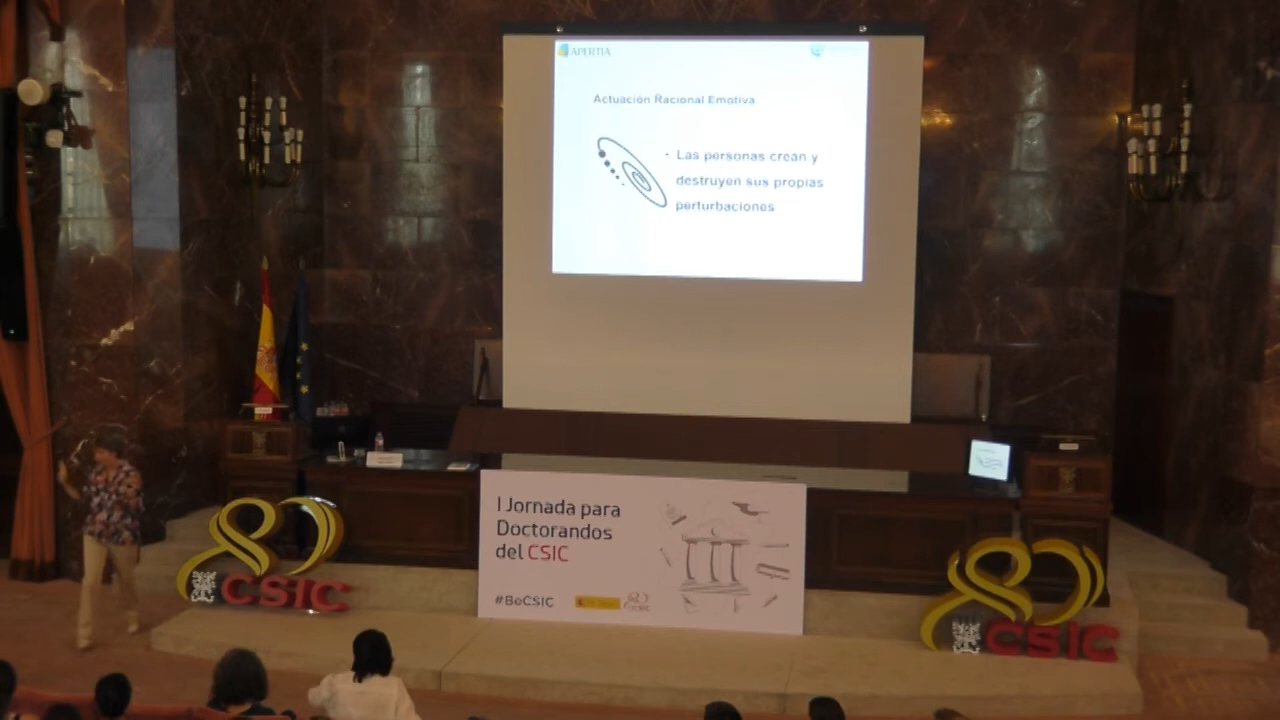 APERTIA
Actuación Racional Emotiva
· Las personas crean y
destruyen sus propias
perturbaciones
I Jornada para
Doctorandos
del CSIC
#BeCSIC
80
CSIC
80
CSIC